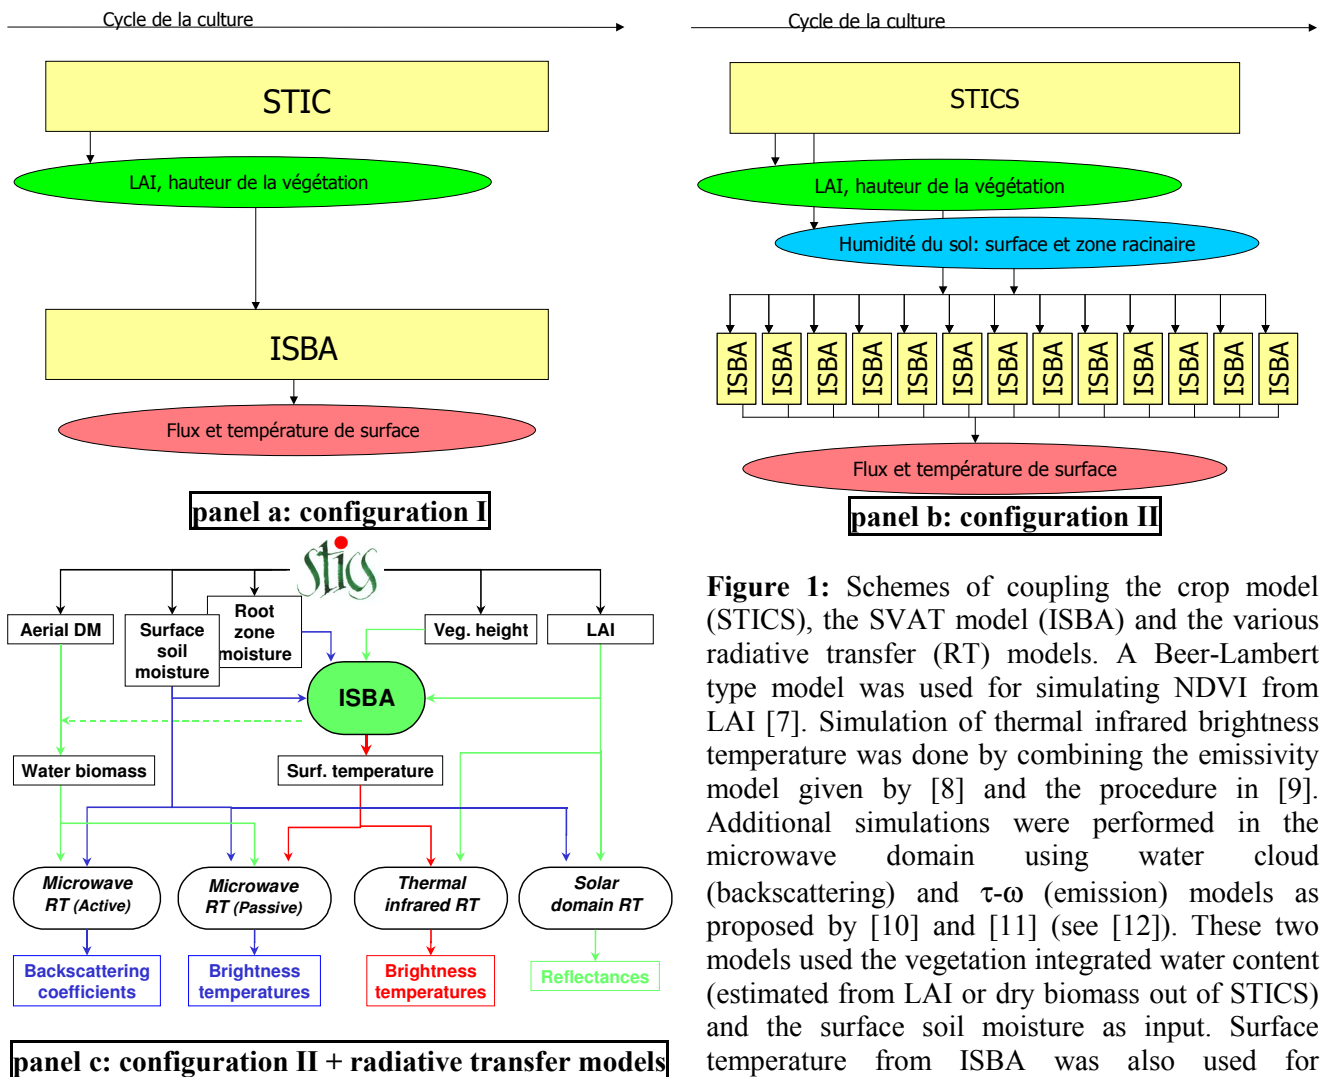 Cycle de la culture
STIC
LAI, hauteur de la végétation
ISBA
Flux et température de surface
panel a: configuration I
Cycle de la culture
STICS
LAI, hauteur de la végétation
Humidité du sol: surface et zone racinaire
ISBA
ISBA
ISBA
ISBA
ISBA
ISBA
ISBA
ISBA
ISBA
ISBA
ISBA
ISBA
ISBA
Flux et température de surface
panel b: configuration II
stics
Aerial DM
Surface
soil
moisture
Root
zone
moisture
Veg. height
LAI
ISBA
Water biomass
Surf. temperature
Microwave
RT (Active)
Microwave
RT (Passive)
Thermal
infrared RT
Solar
domain RT
Backscattering
coefficients
Brightness
temperatures
Brightness
temperatures
Reflectances
panel c: configuration II + radiative transfer models
Figure 1: Schemes of coupling the crop model
(STICS), the SVAT model (ISBA) and the various
radiative transfer (RT) models. A Beer-Lambert
type model was used for simulating NDVI from
LAI [7]. Simulation of thermal infrared brightness
temperature was done by combining the emissivity
model given by [8] and the procedure in [9].
Additional simulations were performed in the
microwave domain using water cloud
(backscattering) and τ-ω (emission) models as
proposed by [10] and [11] (see [12]). These two
models used the vegetation integrated water content
(estimated from LAI or dry biomass out of STICS)
and the surface soil moisture as input. Surface
temperature from ISBA was also used for